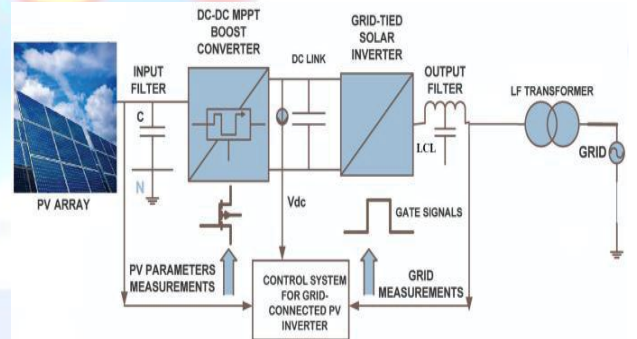 DC-DC MPPT
BOOST
CONVERTER
GRID-TIED
SOLAR
INVERTER
INPUT
FILTER
DC LINK
OUTPUT
FILTER
LF TRANSFORMER
C
LCL
GRID
N
PV ARRAY
Vdc
GATE SIGNALS
PV PARAMETERS
MEASUREMENTS
CONTROL SYSTEM
FOR GRID-
CONNECTED PV
INVERTER
GRID
MEASUREMENTS